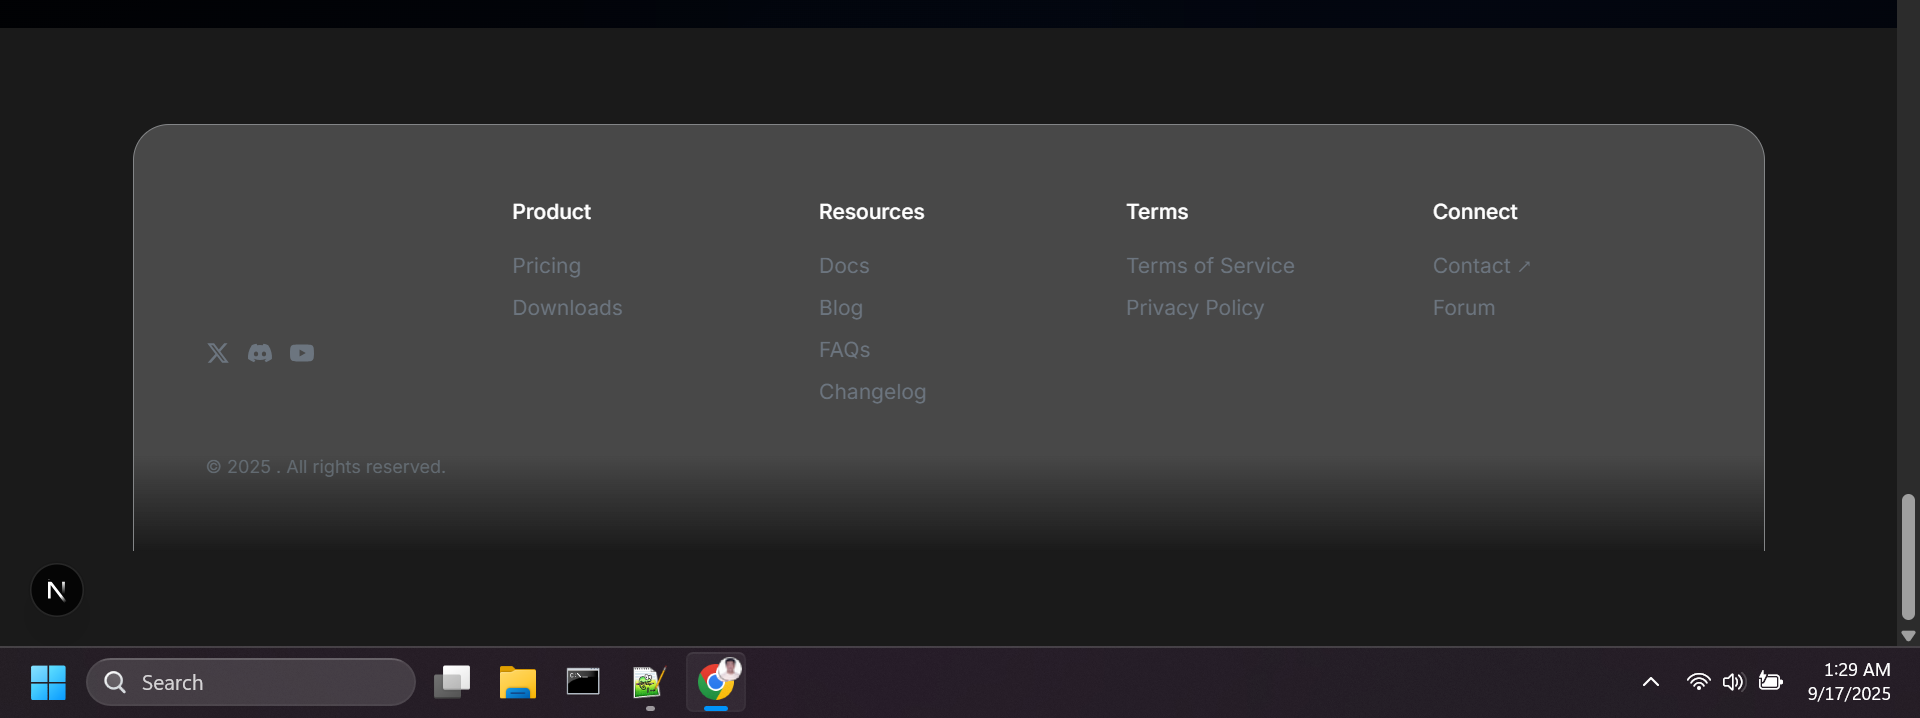 Product
Pricing
Downloads
Resources
Docs
Blog
FAQs
Changelog
Terms
Terms of Service
Privacy Policy
Connect
Contact ↗
Forum
© 2025 . All rights reserved.
N
Search
1:29 AM
9/17/2025